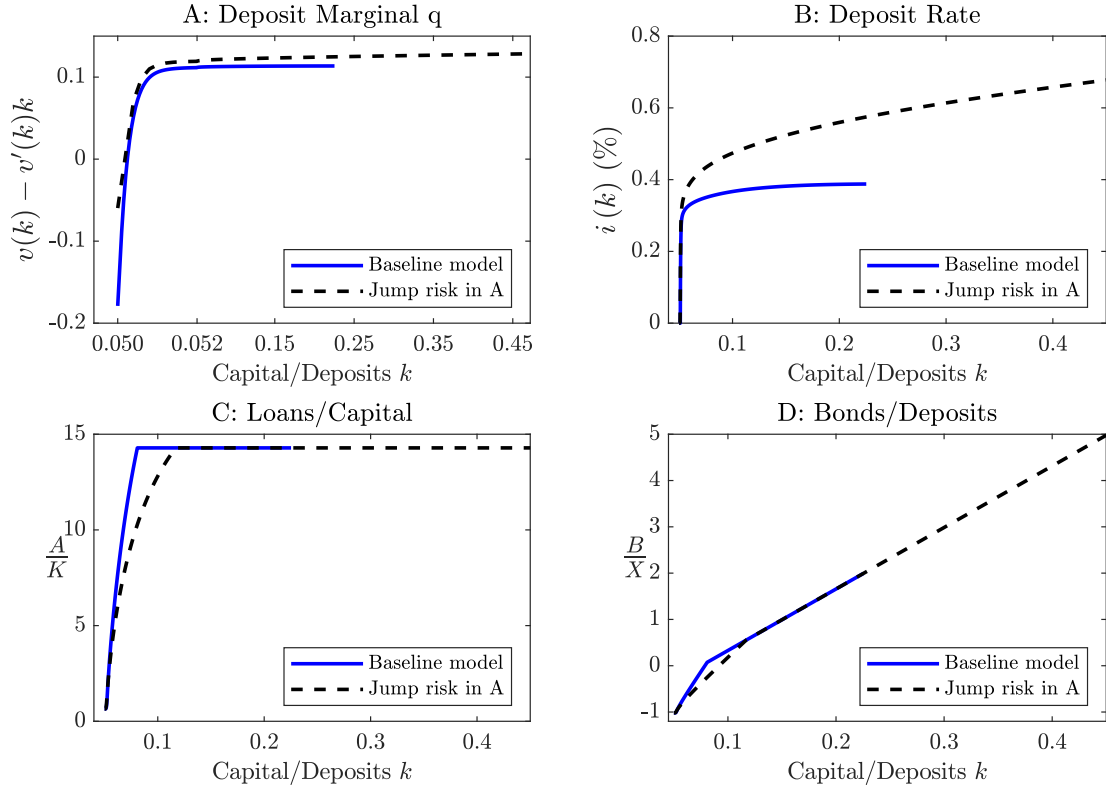 A: Deposit Marginal q
v(k) − v′(k)k
0.1
0
-0.1
-0.2
0.050
0.052
0.15
0.25
0.35
0.45
Capital/Deposits k
Baseline model
Jump risk in A
B: Deposit Rate
i (k) (%)
0.8
0.6
0.4
0.2
0
0.1
0.2
0.3
0.4
Capital/Deposits k
Baseline model
Jump risk in A
C: Loans/Capital
A/K
15
10
5
0
0.1
0.2
0.3
0.4
Capital/Deposits k
Baseline model
Jump risk in A
D: Bonds/Deposits
B/X
5
4
3
2
1
0
-1
0.1
0.2
0.3
0.4
Capital/Deposits k
Baseline model
Jump risk in A